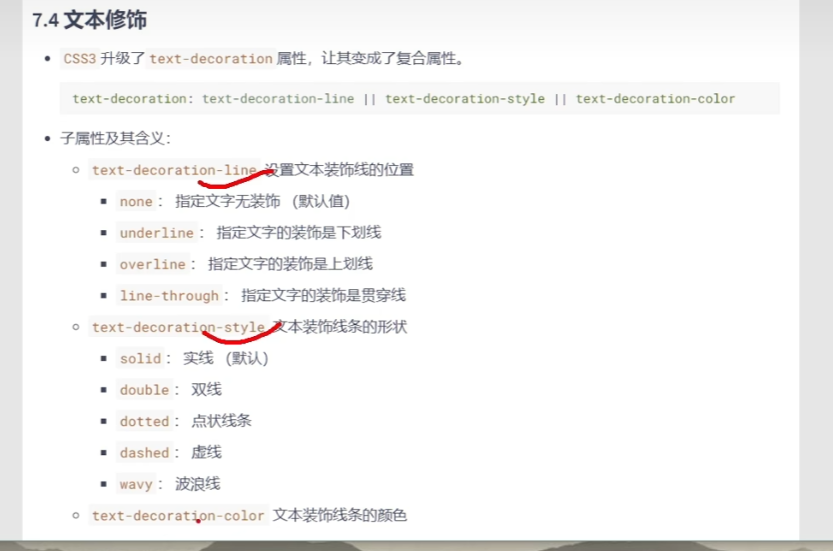 7.4 文本修饰
• CSS3 升级了 text-decoration 属性，让其变成了复合属性。
text-decoration: text-decoration-line || text-decoration-style || text-decoration-color
• 子属性及其含义：
◦ text-decoration-line 设置文本装饰线的位置
▪ none： 指定文字无装饰 （默认值）
▪ underline： 指定文字的装饰是下划线
▪ overline： 指定文字的装饰是上划线
▪ line-through： 指定文字的装饰是贯穿线
◦ text-decoration-style 文本装饰线条的形状
▪ solid： 实线 （默认）
▪ double： 双线
▪ dotted： 点状线条
▪ dashed： 虚线
▪ wavy： 波浪线
◦ text-decoration-color 文本装饰线条的颜色